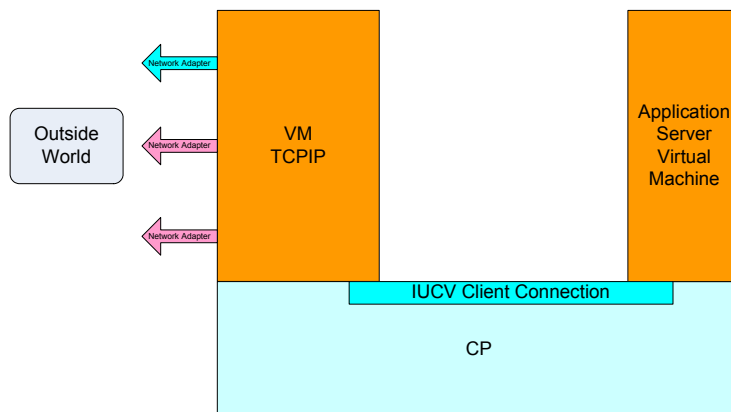 Network Adapter
Outside
World
Network Adapter
Network Adapter
VM
TCPIP
Application
Server
Virtual
Machine
IUCV Client Connection
CP